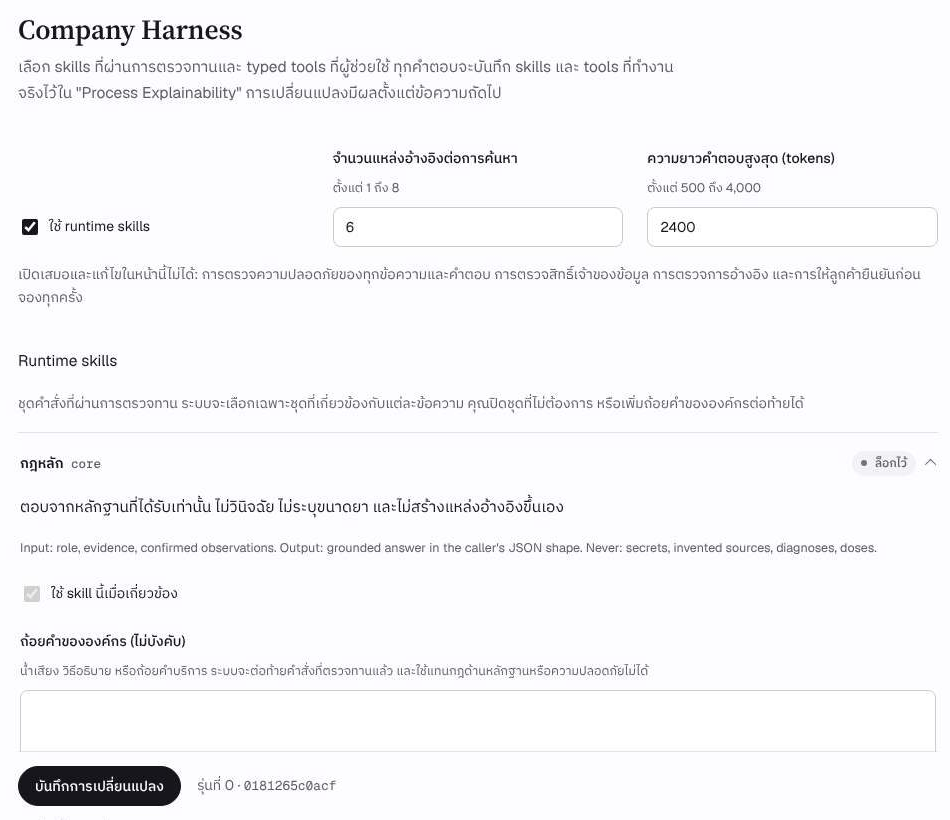 Company Harness
เลือก skills ที่ผ่านการตรวจทานและ typed tools ที่ผู้ช่วยใช้ ทุกคำตอบจะบันทึก skills และ tools ที่ทำงาน
จริงไว้ใน "Process Explainability" การเปลี่ยนแปลงมีผลตั้งแต่ข้อความถัดไป
จำนวนแหล่งอ้างอิงต่อการค้นหา
ความยาวคำตอบสูงสุด (tokens)
ตั้งแต่ 1 ถึง 8
ตั้งแต่ 500 ถึง 4,000
ใช้ runtime skills
6
2400
เปิดเสมอและแก้ไขในหน้านี้ไม่ได้: การตรวจความปลอดภัยของทุกข้อความและคำตอบ การตรวจสิทธิ์เจ้าของข้อมูล การตรวจการอ้างอิง และการให้ลูกค้ายืนยันก่อน
จองทุกครั้ง
Runtime skills
ชุดคำสั่งที่ผ่านการตรวจทาน ระบบจะเลือกเฉพาะชุดที่เกี่ยวข้องกับแต่ละข้อความ คุณปิดชุดที่ไม่ต้องการ หรือเพิ่มถ้อยคำขององค์กรต่อท้ายได้
กฎหลัก core
ล็อกไว้
ตอบจากหลักฐานที่ได้รับเท่านั้น ไม่วินิจฉัย ไม่ระบุขนาดยา และไม่สร้างแหล่งอ้างอิงขึ้นเอง
Input: role, evidence, confirmed observations. Output: grounded answer in the caller's JSON shape. Never: secrets, invented sources, diagnoses, doses.
ใช้ skill นี้เมื่อเกี่ยวข้อง
ถ้อยคำขององค์กร (ไม่บังคับ)
น้ำเสียง วิธีอธิบาย หรือถ้อยคำบริการ ระบบจะต่อท้ายคำสั่งที่ตรวจทานแล้ว และใช้แทนกฎด้านหลักฐานหรือความปลอดภัยไม่ได้
บันทึกการเปลี่ยนแปลง
รุ่นที่ 0 · 0181265c0acf